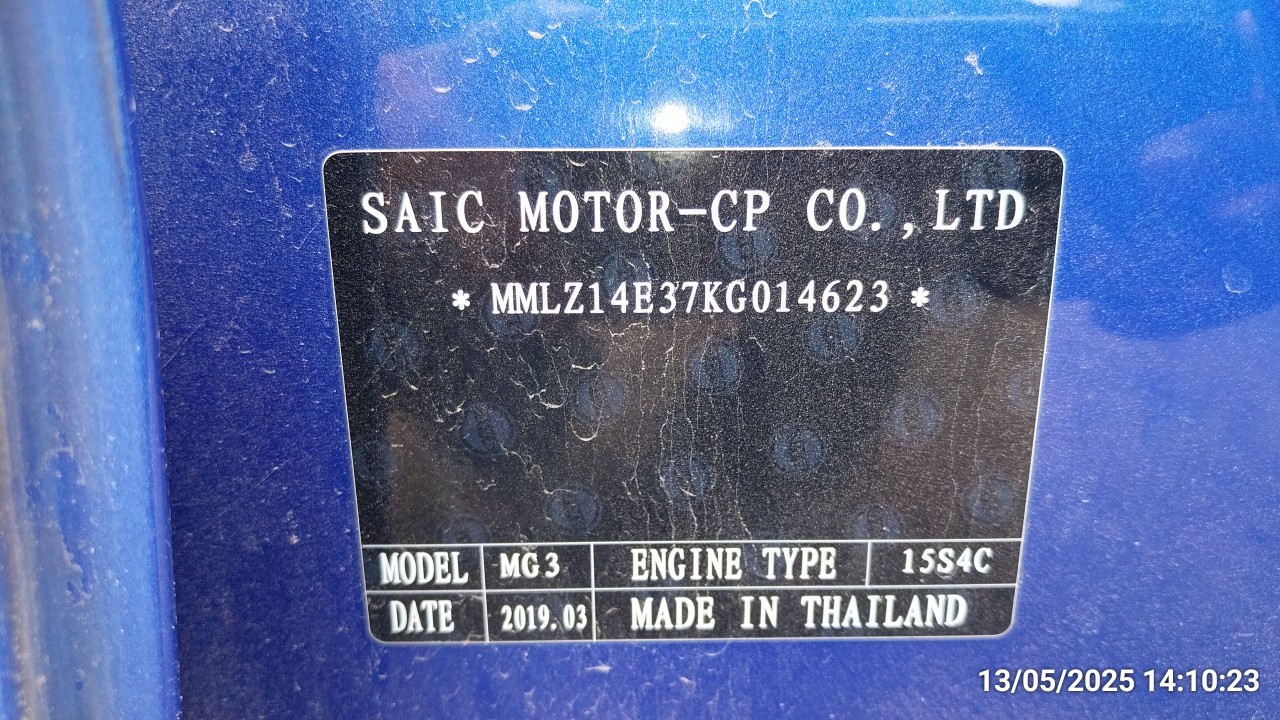 SAIC MOTOR-CP CO.,LTD
* MMLZ14E37KG014623 *
MODEL MG3 ENGINE TYPE 15S4C
DATE 2019.03 MADE IN THAILAND
13/05/2025 14:10:23